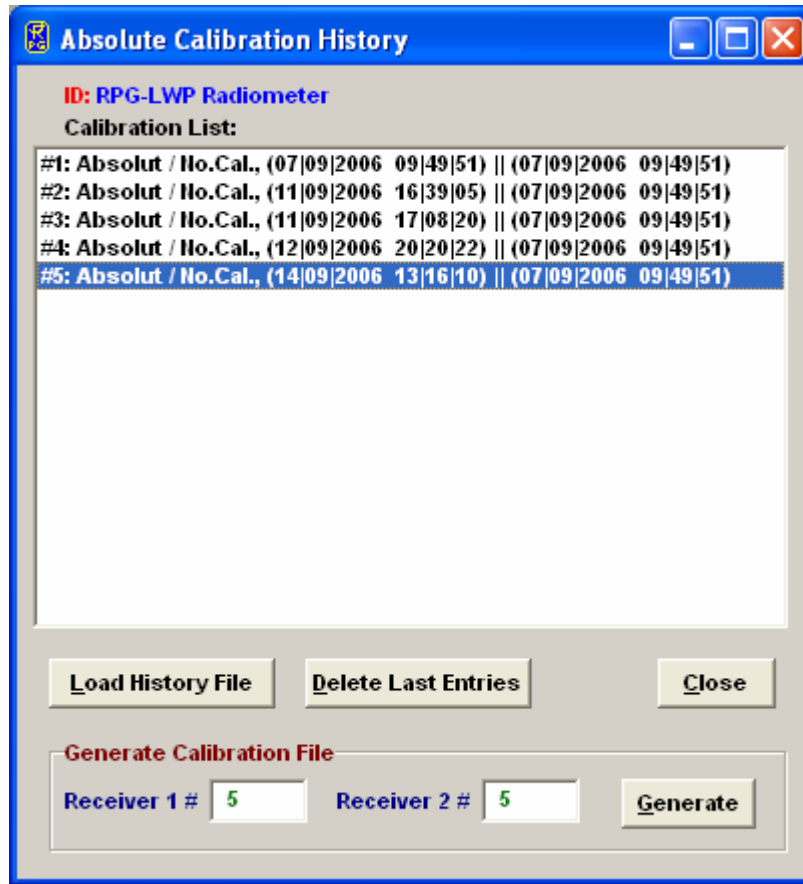 Absolute Calibration History
ID: RPG-LWP Radiometer
Calibration List:
#1: Absolut / No.Cal., (07|09|2006 09|49|51) || (07|09|2006 09|49|51)
#2: Absolut / No.Cal., (11|09|2006 16|39|05) || (07|09|2006 09|49|51)
#3: Absolut / No.Cal., (11|09|2006 17|08|20) || (07|09|2006 09|49|51)
#4: Absolut / No.Cal., (12|09|2006 20|20|22) || (07|09|2006 09|49|51)
#5: Absolut / No.Cal., (14|09|2006 13|16|10) || (07|09|2006 09|49|51)
Load History File Delete Last Entries Close
Generate Calibration File
Receiver 1 # 5 Receiver 2 # 5 Generate